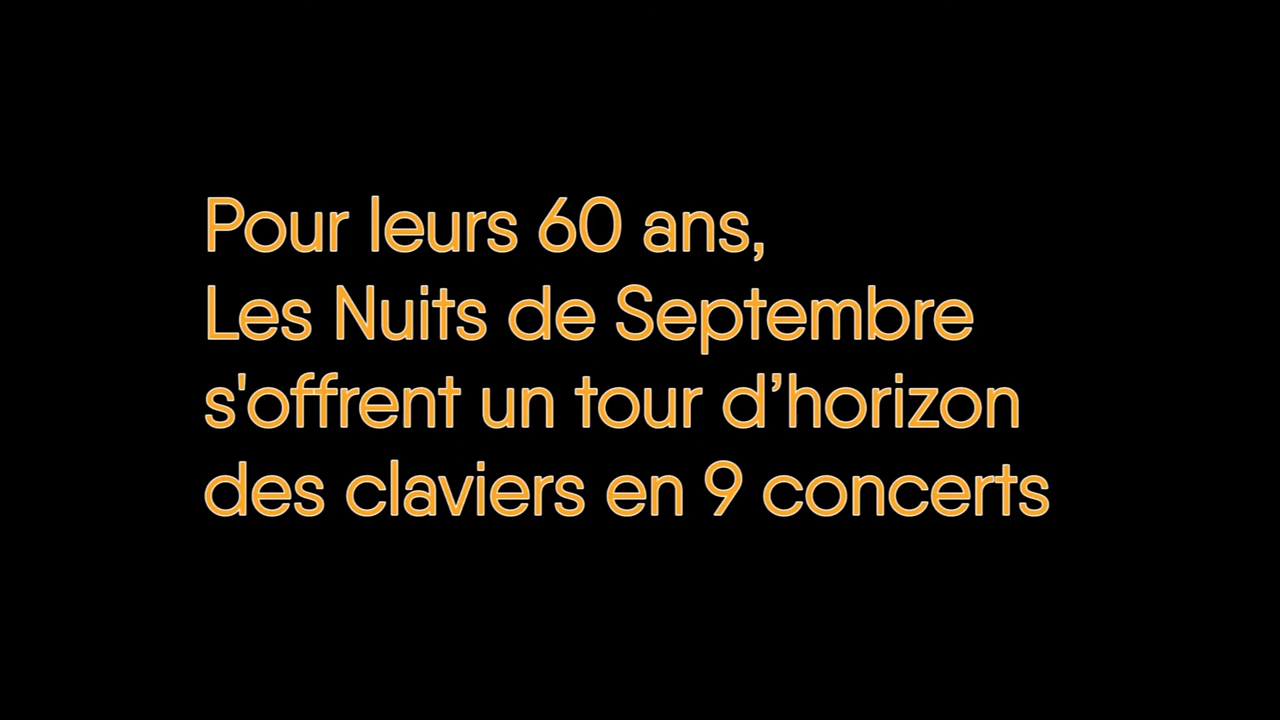 Pour leurs 60 ans,
Les Nuits de Septembre
s'offrent un tour d’horizon
des claviers en 9 concerts